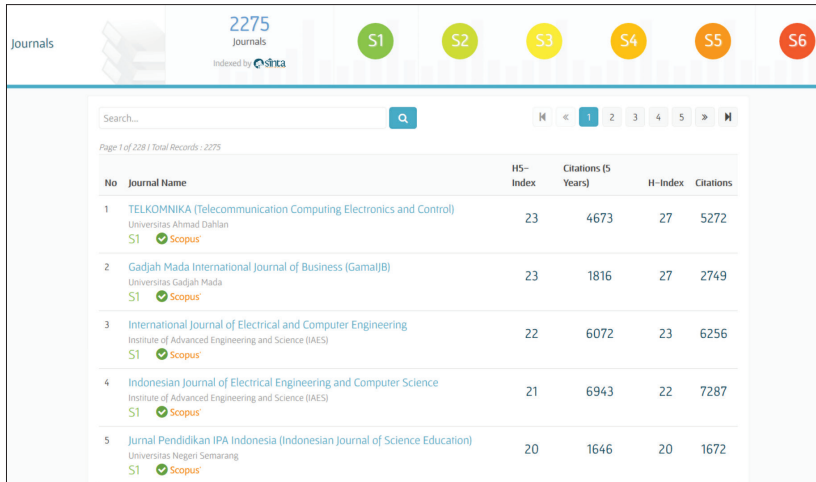 Journals
2275
Journals
Indexed by sinta
S1
S2
S3
S4
S5
S6
Search...
1 2 3 4 5
Page 1 of 228 | Total Records : 2275
No Journal Name H5-Index Citations (5 Years) H-Index Citations
1 TELKOMNIKA (Telecommunication Computing Electronics and Control) 23 4673 27 5272
Universitas Ahmad Dahlan
S1 Scopus
2 Gadjah Mada International Journal of Business (GamaIJB) 23 1816 27 2749
Universitas Gadjah Mada
S1 Scopus
3 International Journal of Electrical and Computer Engineering 22 6072 23 6256
Institute of Advanced Engineering and Science (IAES)
S1 Scopus
4 Indonesian Journal of Electrical Engineering and Computer Science 21 6943 22 7287
Institute of Advanced Engineering and Science (IAES)
S1 Scopus
5 Jurnal Pendidikan IPA Indonesia (Indonesian Journal of Science Education) 20 1646 20 1672
Universitas Negeri Semarang
S1 Scopus